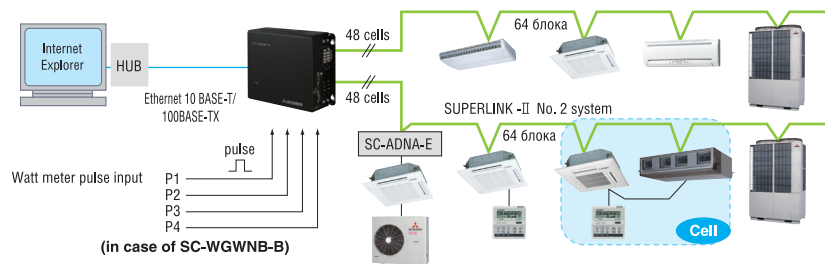 Internet
Explorer
HUB
Ethernet 10 BASE-T/
100BASE-TX
48 cells
48 cells
64 блока
SUPERLINK -II No. 2 system
64 блока
SC-ADNA-E
pulse
Watt meter pulse input
P1
P2
P3
P4
(in case of SC-WGWNB-B)
Cell